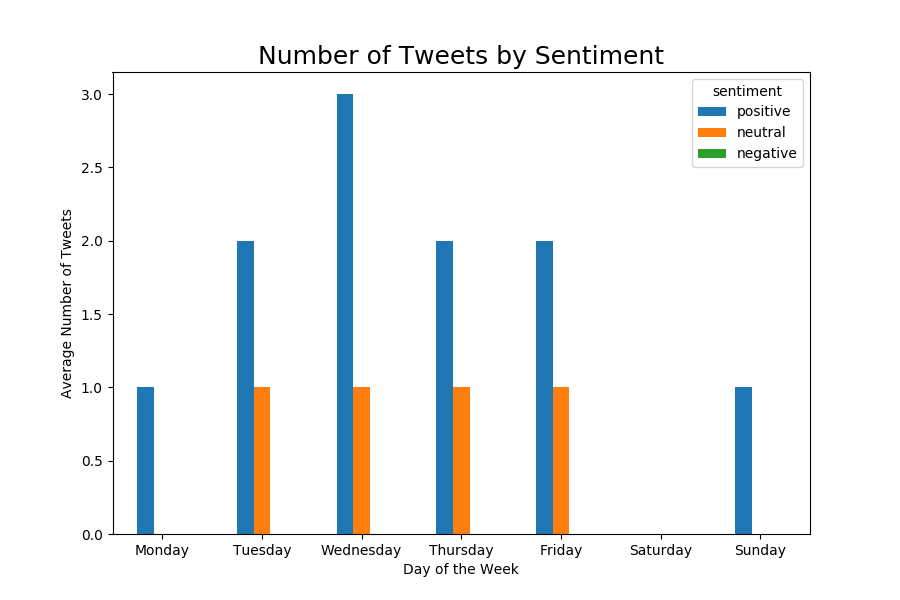 Number of Tweets by Sentiment
sentiment
positive
neutral
negative
Average Number of Tweets
3.0
2.5
2.0
1.5
1.0
0.5
0.0
Monday Tuesday Wednesday Thursday Friday Saturday Sunday
Day of the Week